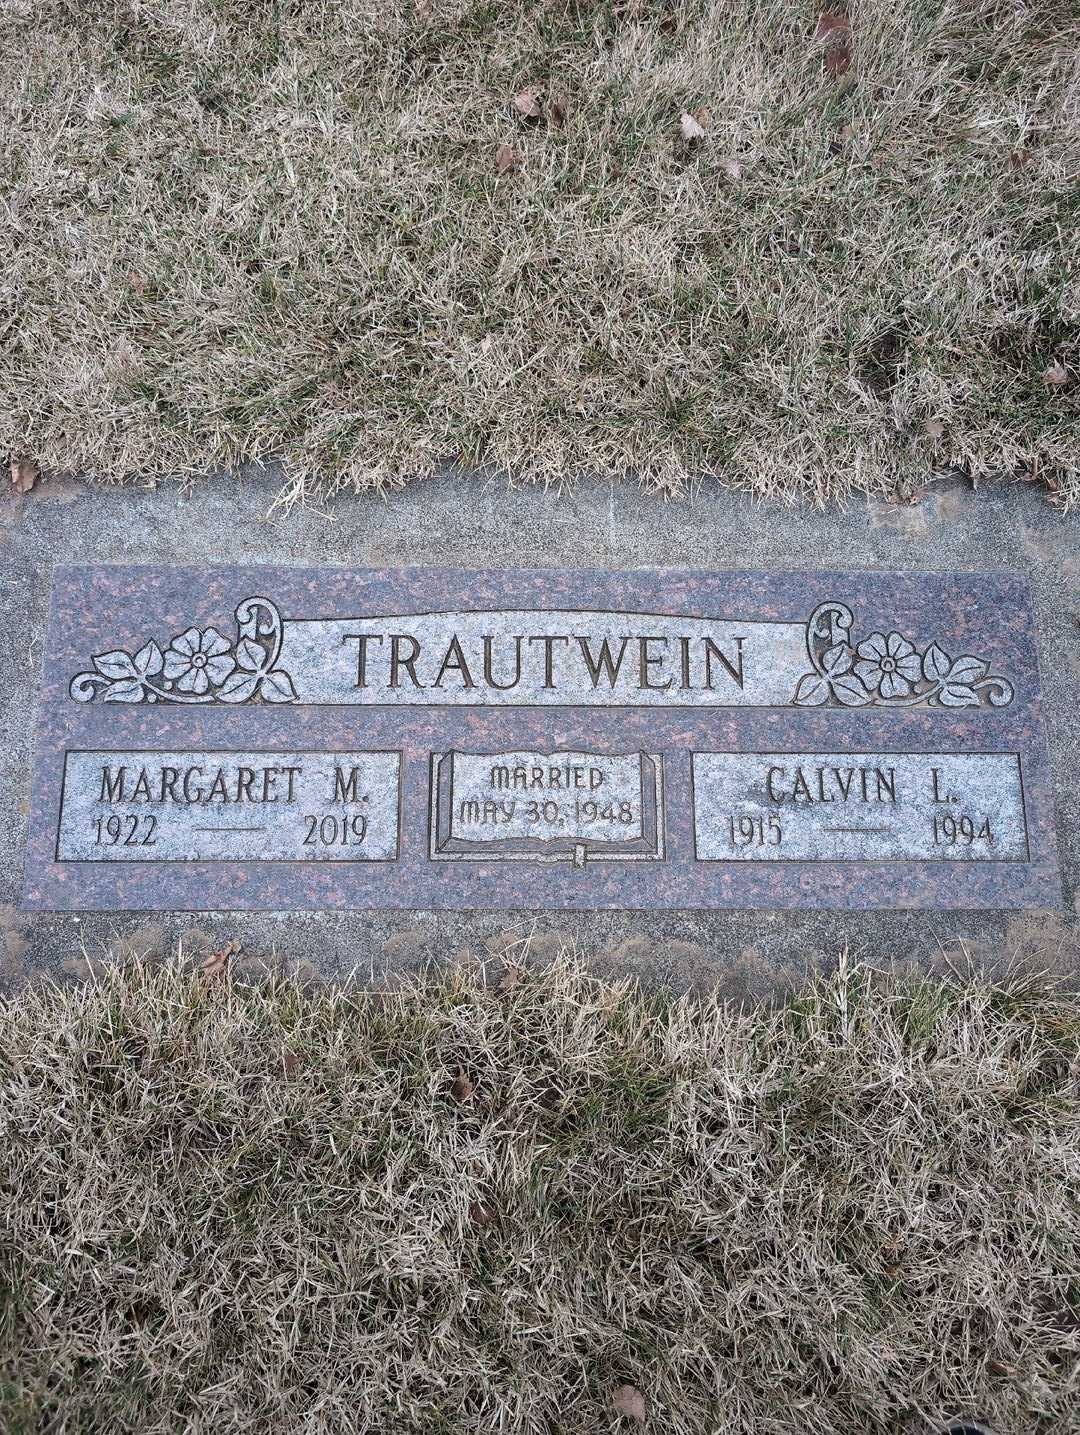 TRAUTWEIN
MARGARET M.
1922 — 2019
MARRIED
MAY 30, 1948
CALVIN L.
1915 — 1994